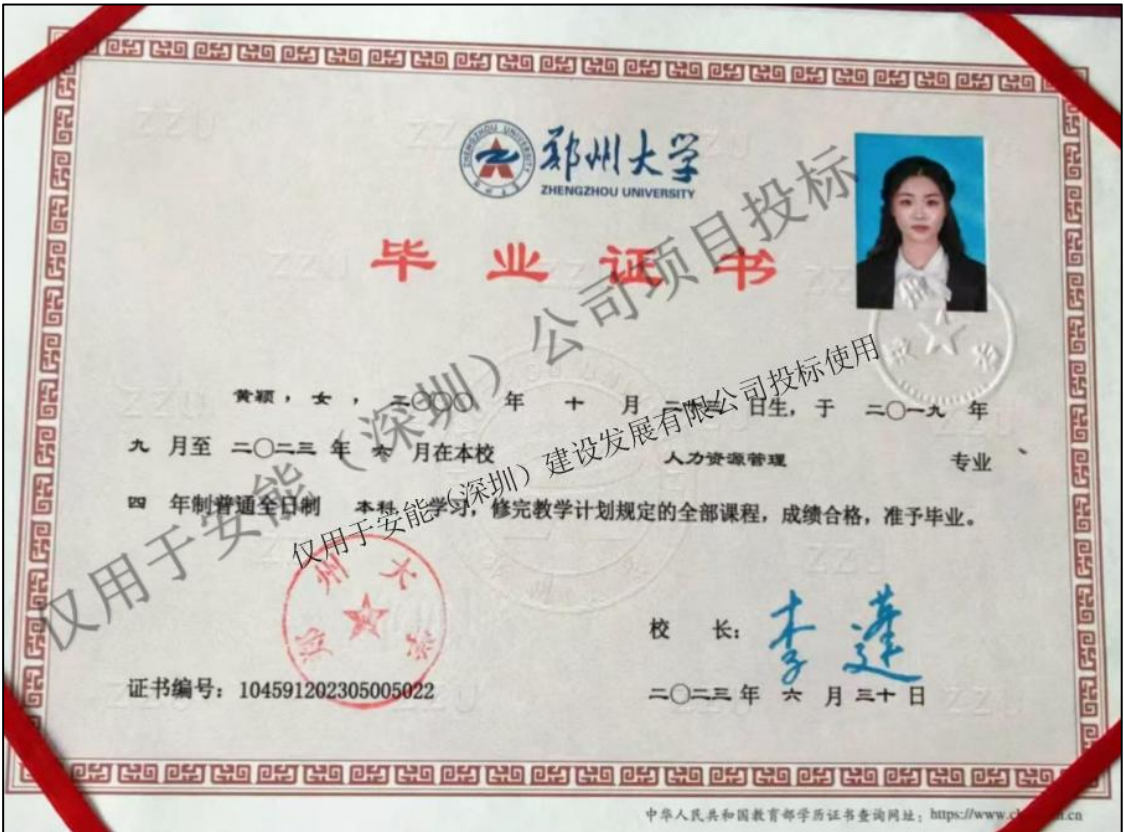 郑州大学
ZHENGZHOU UNIVERSITY
毕业证书
黄颖，女，二〇〇〇年十月二十三日生，于二〇一九年
九月至二〇二三年六月在本校 人力资源管理 专业
四年制普通全日制 本科 学习，修完教学计划规定的全部课程，成绩合格，准予毕业。
郑州大学
校 长：
李蓬
证书编号：104591202305005022
二〇二三年六月三十日
中华人民共和国教育部学历证书查询网址：https://www.
仅用于安能（深圳）公司项目投标
仅用于安能（深圳）建设发展有限公司投标使用